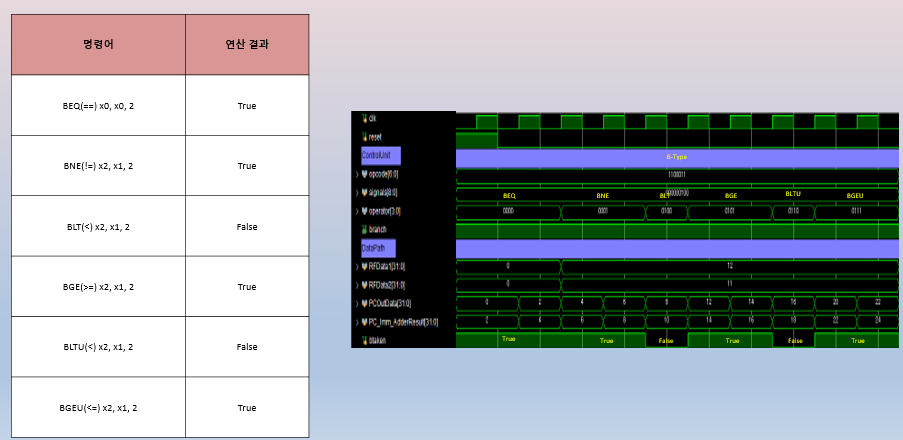 명령어 연산 결과
BEQ(==) x0, x0, 2 True
BNE(!=) x2, x1, 2 True
BLT(<) x2, x1, 2 False
BGE(>=) x2, x1, 2 True
BLTU(<) x2, x1, 2 False
BGEU(<=) x2, x1, 2 True
clk
reset
ControlUnit B-Type
opcode[6:0] 1100011
signals[8:0] 000000100
BEQ BNE BLT BGE BLTU BGEU
operator[3:0] 0000 0001 0100 0101 0110 0111
branch
DataPath
RFData1[31:0] 0 12
RFData2[31:0] 0 11
PCOutData[31:0] 0 2 4 6 8 10 12 14 16 18 20 22
PC_Imm_AdderResult[31:0] 2 4 6 8 10 12 14 16 18 22 24
btaken True True False True False True